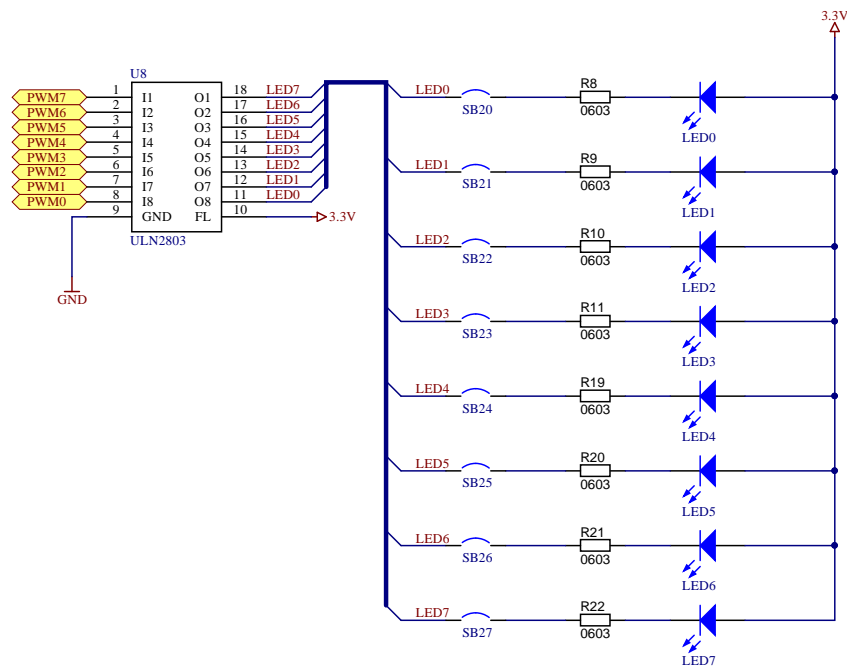 3.3V
U8
PWM7 1 I1 O1 18 LED7
PWM6 2 I2 O2 17 LED6
PWM5 3 I3 O3 16 LED5
PWM4 4 I4 O4 15 LED4
PWM3 5 I5 O5 14 LED3
PWM2 6 I6 O6 13 LED2
PWM1 7 I7 O7 12 LED1
PWM0 8 I8 O8 11 LED0
9 GND FL 10 3.3V
ULN2803
GND
LED0 SB20 R8 0603 LED0
LED1 SB21 R9 0603 LED1
LED2 SB22 R10 0603 LED2
LED3 SB23 R11 0603 LED3
LED4 SB24 R19 0603 LED4
LED5 SB25 R20 0603 LED5
LED6 SB26 R21 0603 LED6
LED7 SB27 R22 0603 LED7